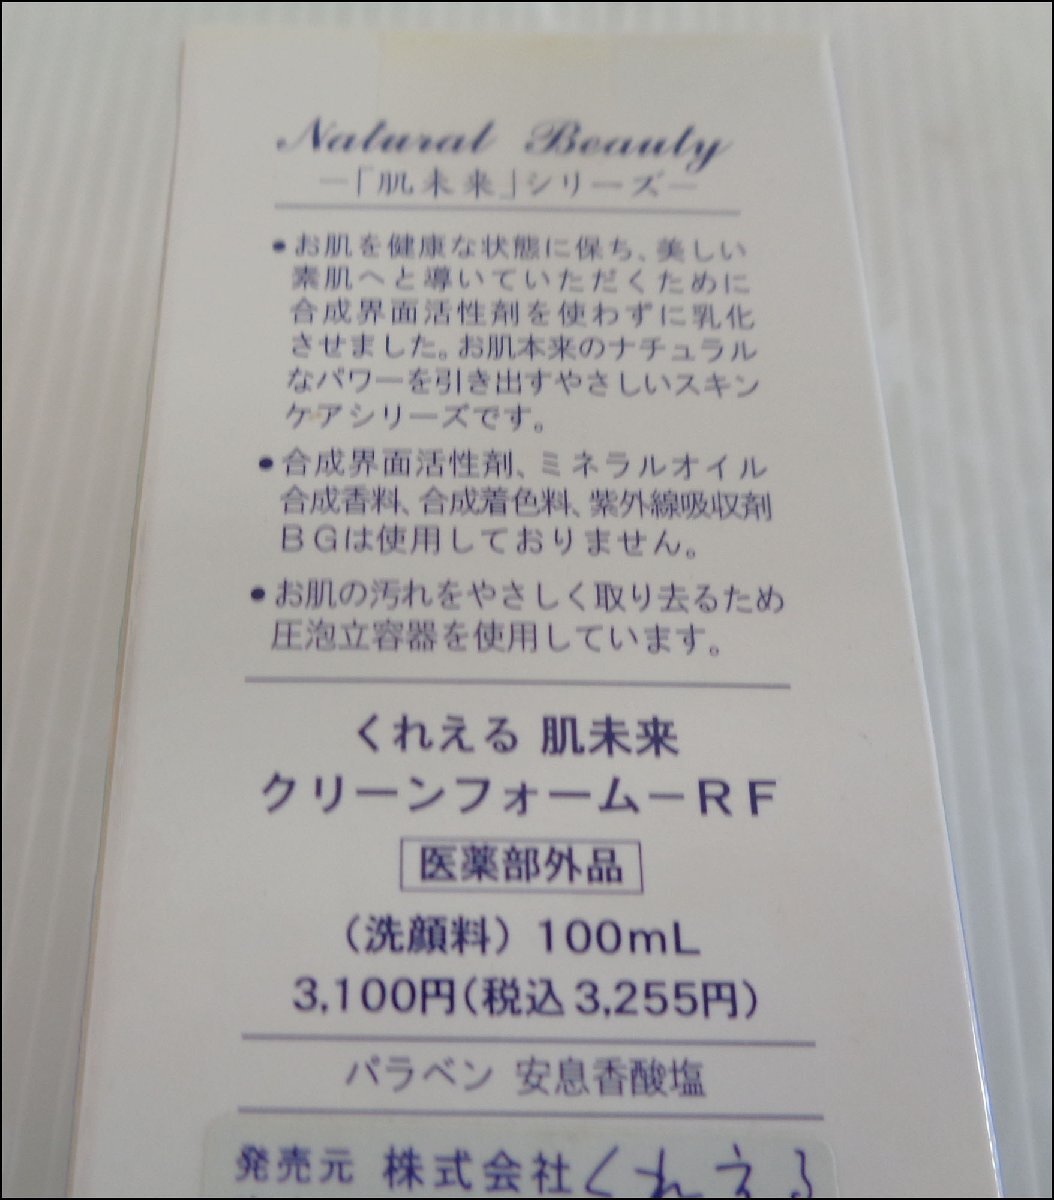 Natural Beauty
ー「肌未来」シリーズー
●お肌を健康な状態に保ち、美しい
素肌へと導いていただくために
合成界面活性剤を使わずに乳化
させました。お肌本来のナチュラル
なパワーを引き出すやさしいスキン
ケアシリーズです。
●合成界面活性剤、ミネラルオイル
合成香料、合成着色料、紫外線吸収剤
BGは使用しておりません。
●お肌の汚れをやさしく取り去るため
圧泡立容器を使用しています。
くれえる 肌未来
クリーンフォームーRF
医薬部外品
（洗顔料）100mL
3,100円（税込3,255円）
パラベン 安息香酸塩
発売元 株式会社くれえる